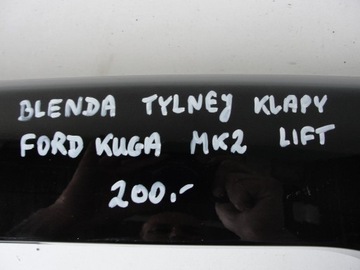 BLENDA TYLNEJ KLAPY
FORD KUGA MK2 LIFT
200.-